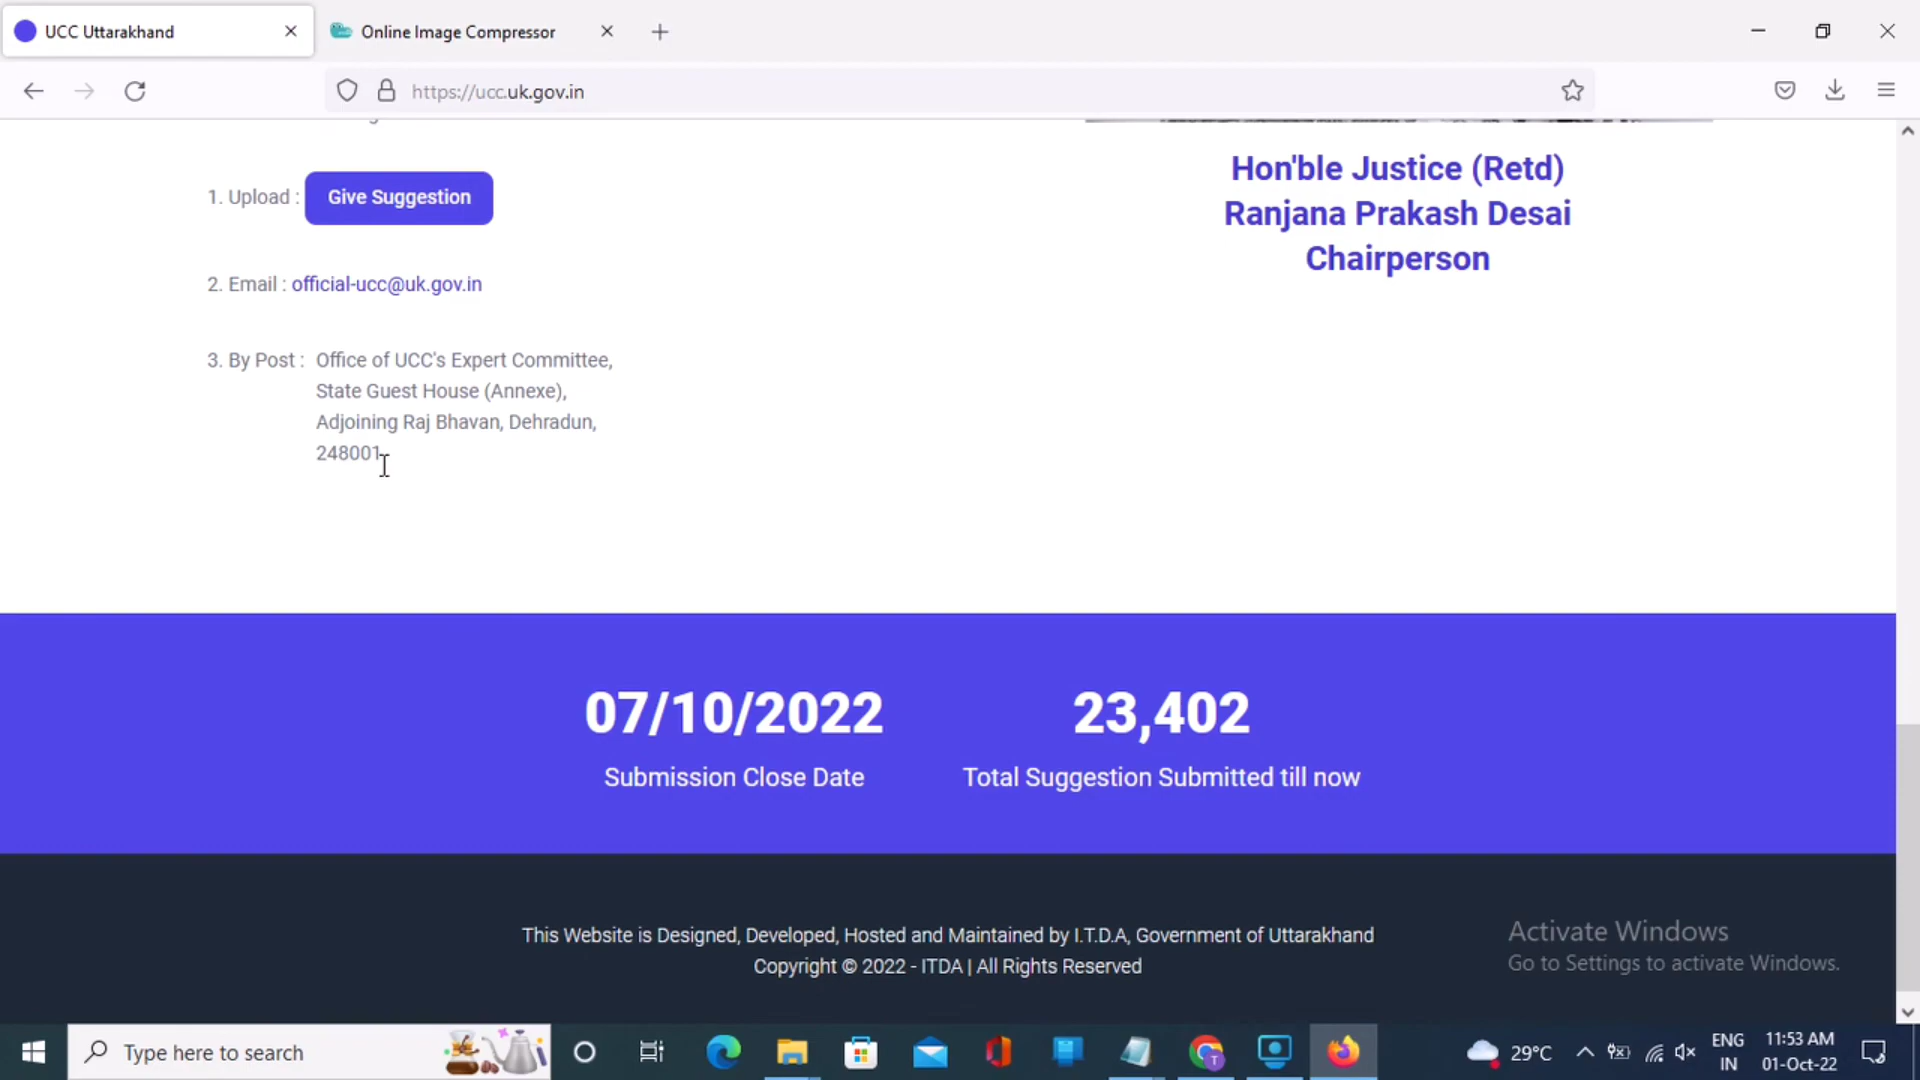 UCC Uttarakhand
Online Image Compressor
https://ucc.uk.gov.in
1. Upload :
Give Suggestion
2. Email : official-ucc@uk.gov.in
3. By Post :
Office of UCC's Expert Committee,
State Guest House (Annexe),
Adjoining Raj Bhavan, Dehradun,
248001
Hon'ble Justice (Retd)
Ranjana Prakash Desai
Chairperson
07/10/2022
Submission Close Date
23,402
Total Suggestion Submitted till now
This Website is Designed, Developed, Hosted and Maintained by I.T.D.A, Government of Uttarakhand
Copyright © 2022 - ITDA | All Rights Reserved
Activate Windows
Go to Settings to activate Windows.
Type here to search
T
29°C
ENG
IN
11:53 AM
01-Oct-22